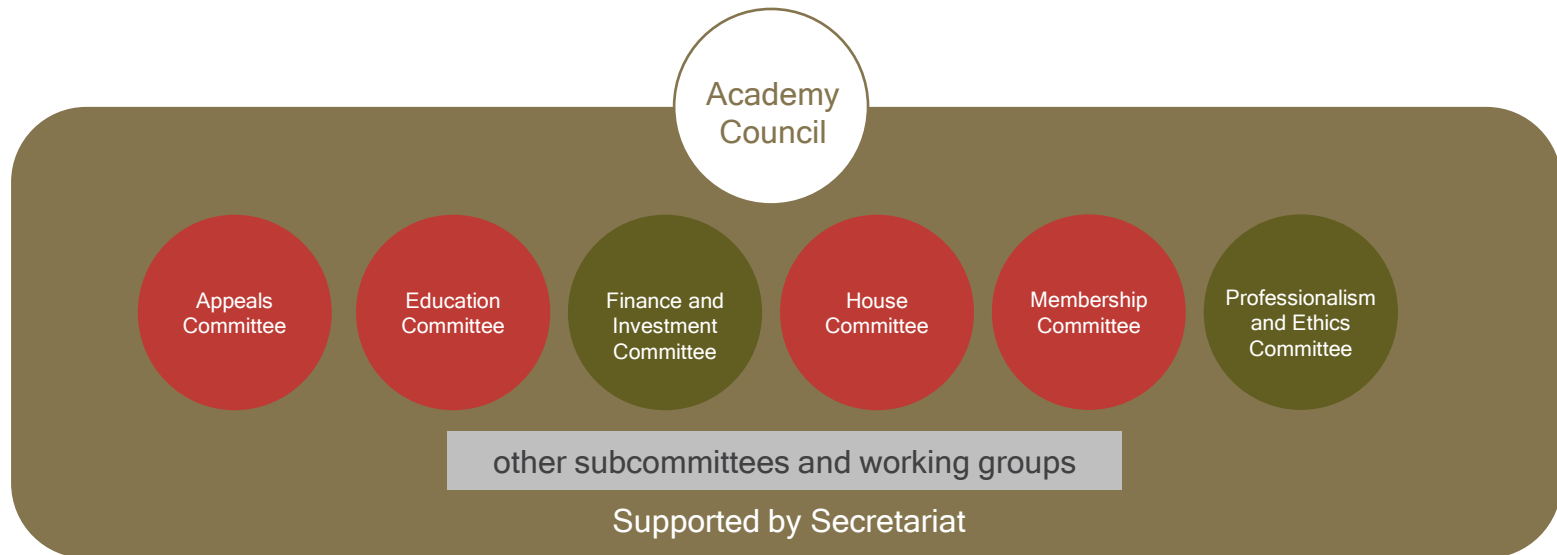 Academy
Council
Appeals
Committee
Education
Committee
Finance and
Investment
Committee
House
Committee
Membership
Committee
Professionalism
and Ethics
Committee
other subcommittees and working groups
Supported by Secretariat